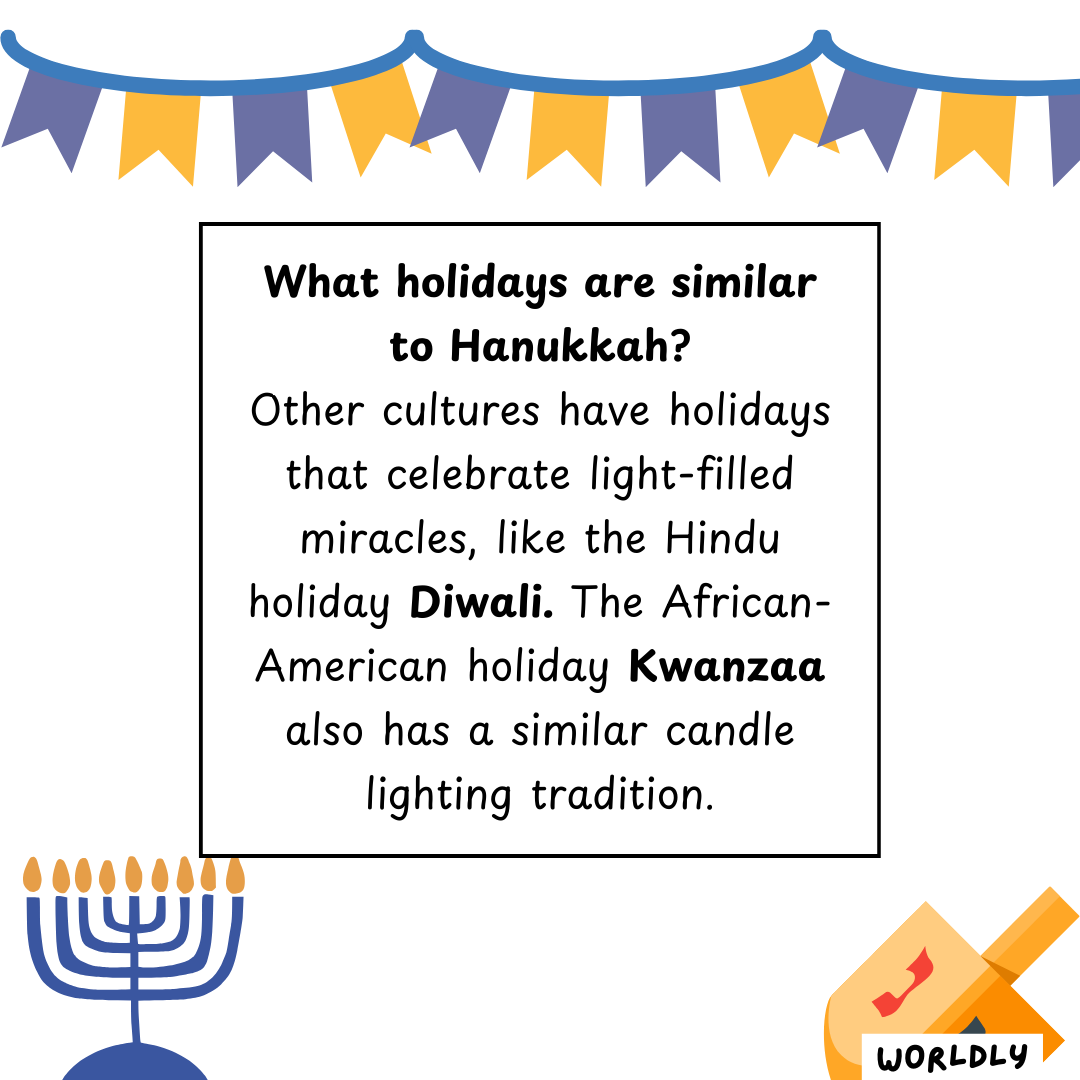 What holidays are similar
to Hanukkah?
Other cultures have holidays
that celebrate light-filled
miracles, like the Hindu
holiday Diwali. The African-
American holiday Kwanzaa
also has a similar candle
lighting tradition.
נ
WORLDLY